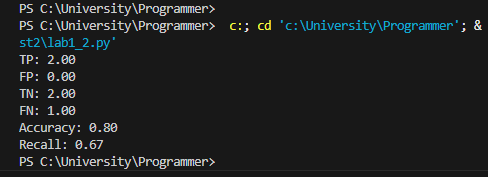 PS C:\University\Programmer>
PS C:\University\Programmer>  c:; cd 'c:\University\Programmer'; &
st2\lab1_2.py'
TP: 2.00
FP: 0.00
TN: 2.00
FN: 1.00
Accuracy: 0.80
Recall: 0.67
PS C:\University\Programmer>